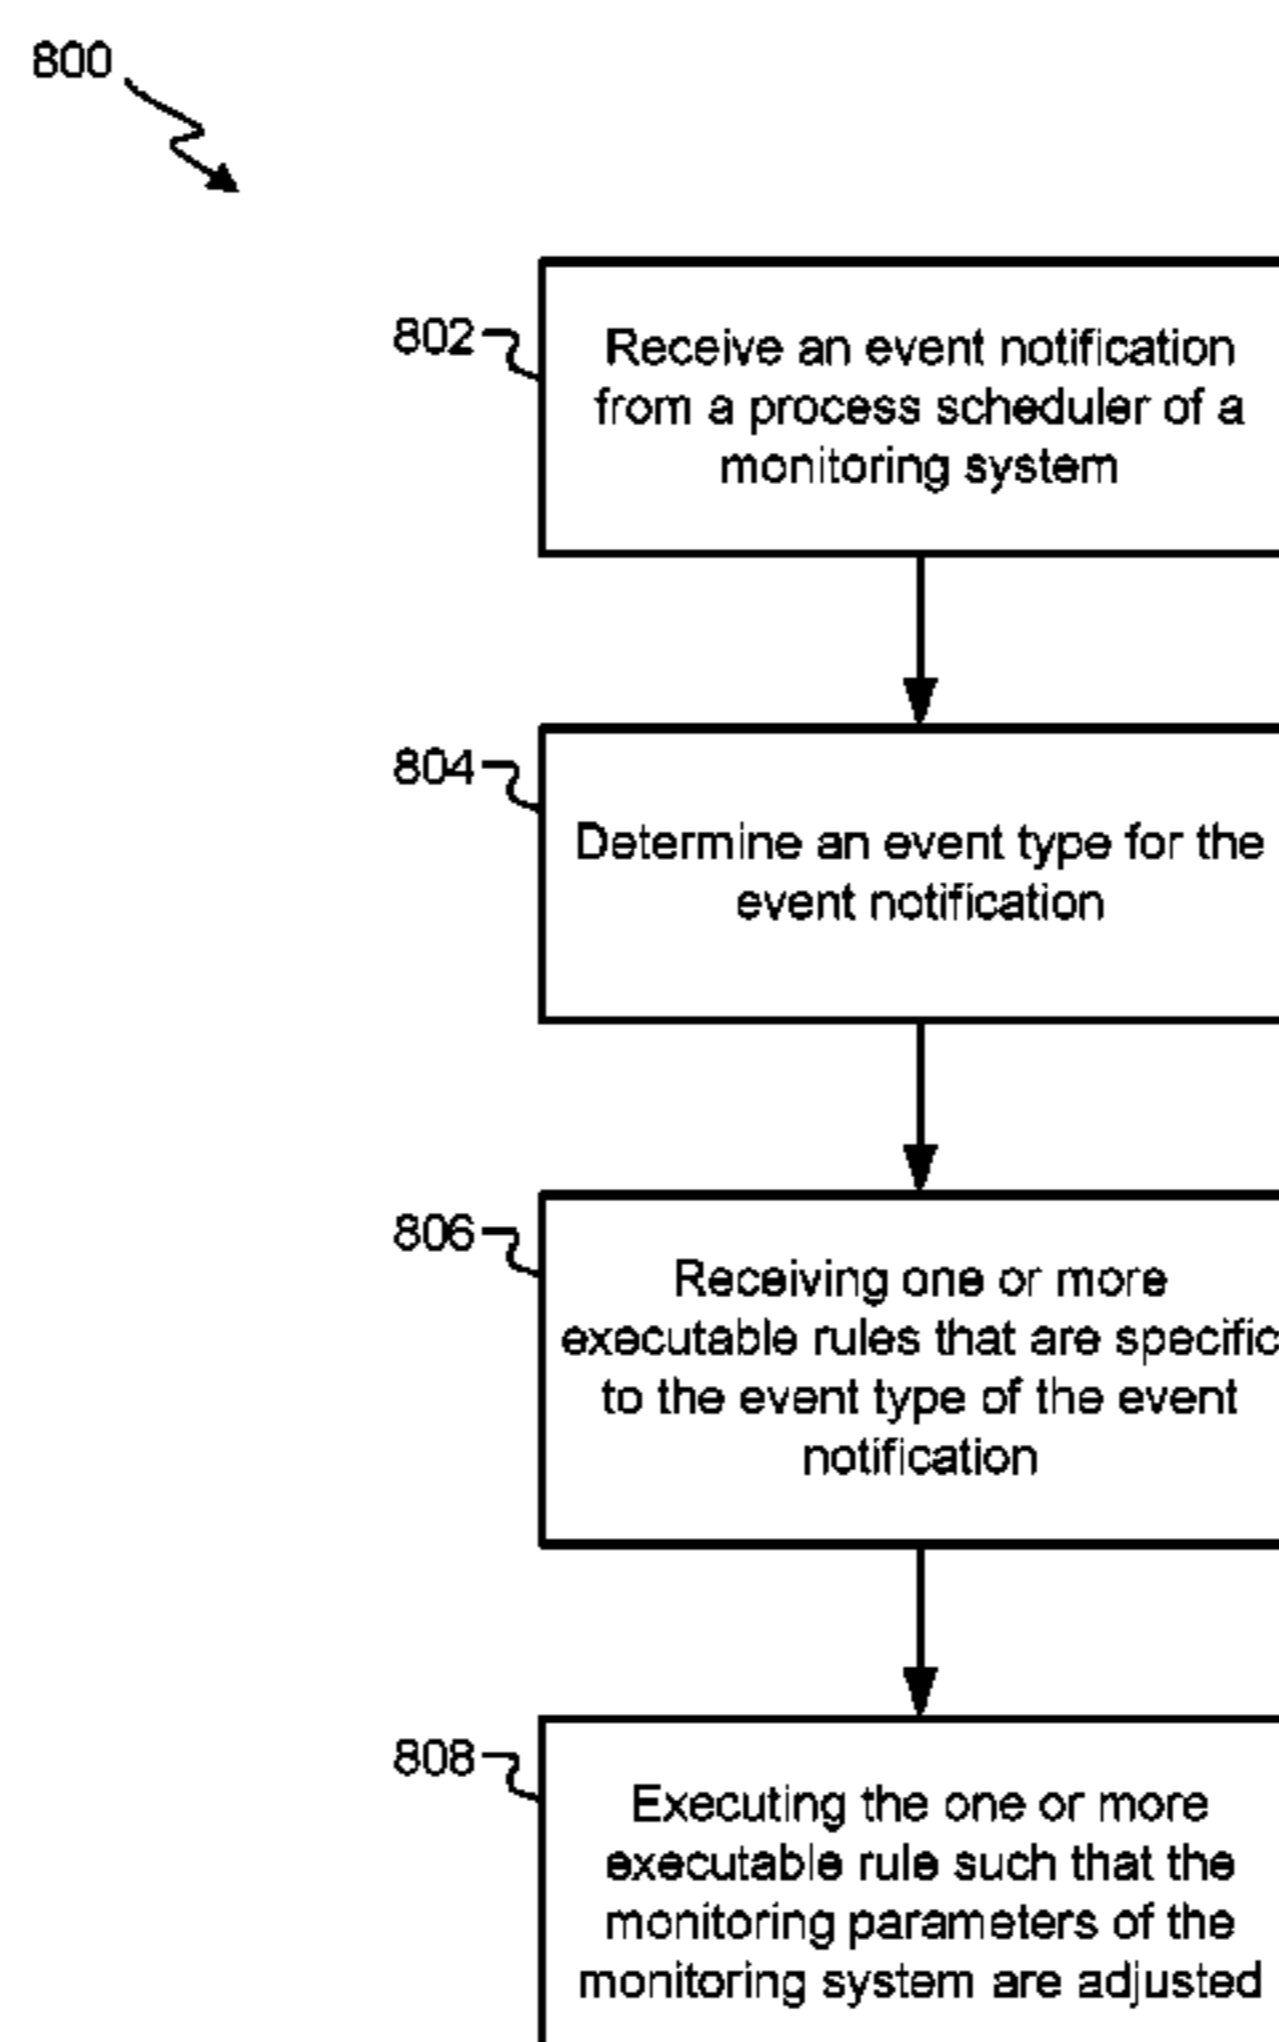 800
802
Receive an event notification
from a process scheduler of a
monitoring system
804
Determine an event type for the
event notification
806
Receiving one or more
executable rules that are specific
to the event type of the event
notification
808
Executing the one or more
executable rule such that the
monitoring parameters of the
monitoring system are adjusted